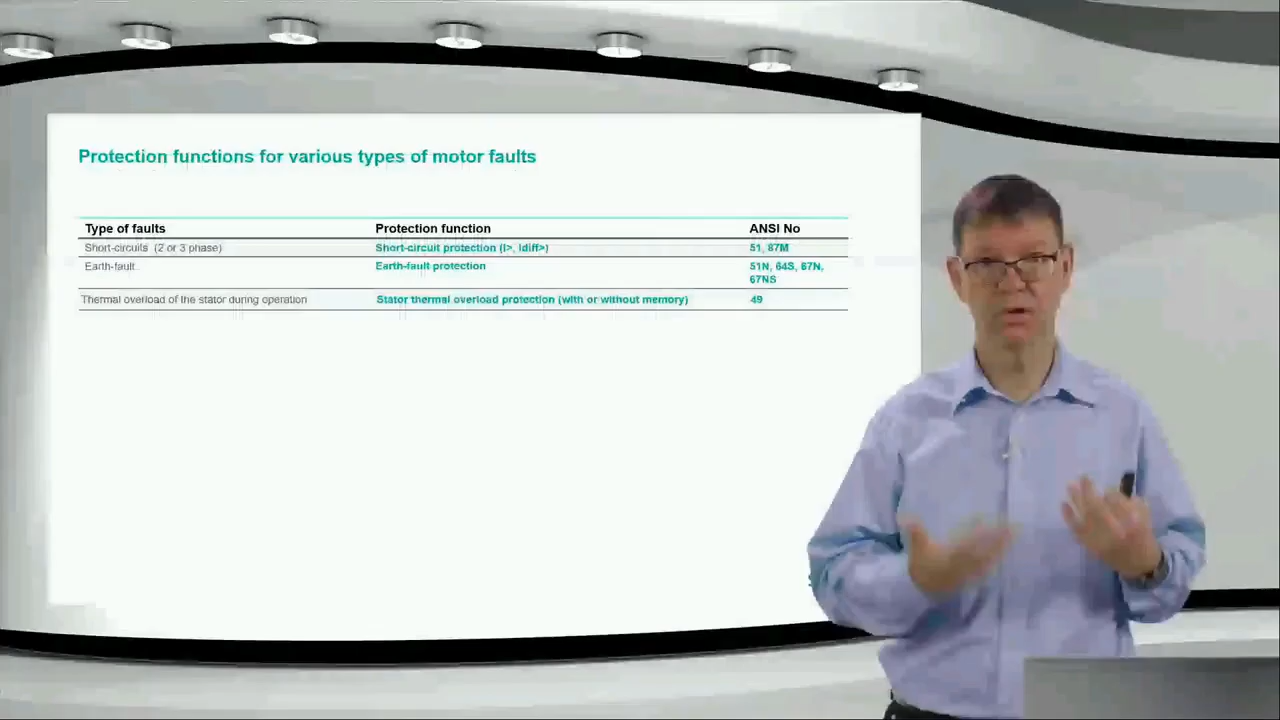 Protection functions for various types of motor faults
Type of faults Protection function ANSI No
Short-circuits (2 or 3 phase) Short-circuit protection (I>, Idiff>) 51, 87M
Earth-fault Earth-fault protection 51N, 64S, 67N,
67NS
Thermal overload of the stator during operation Stator thermal overload protection (with or without memory) 49